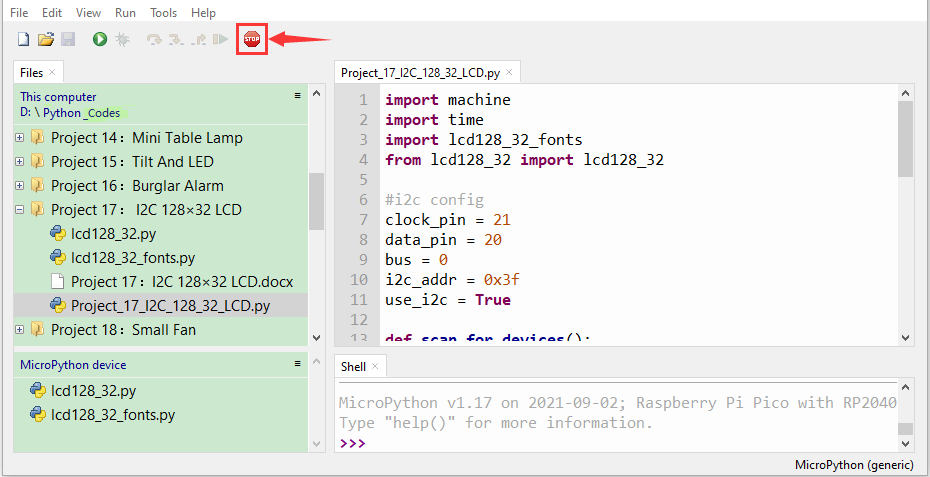 File Edit View Run Tools Help
STOP
Files
This computer
D: \ Python _Codes
Project 14：Mini Table Lamp
Project 15：Tilt And LED
Project 16：Burglar Alarm
Project 17： I2C 128×32 LCD
lcd128_32.py
lcd128_32_fonts.py
Project 17：I2C 128×32 LCD.docx
Project_17_I2C_128_32_LCD.py
Project 18：Small Fan
MicroPython device
lcd128_32.py
lcd128_32_fonts.py
Project_17_I2C_128_32_LCD.py
1 import machine
2 import time
3 import lcd128_32_fonts
4 from lcd128_32 import lcd128_32
5
6 #i2c config
7 clock_pin = 21
8 data_pin = 20
9 bus = 0
10 i2c_addr = 0x3f
11 use_i2c = True
12
13 def scan_for_devices():
Shell
MicroPython v1.17 on 2021-09-02; Raspberry Pi Pico with RP2040
Type "help()" for more information.
>>>
MicroPython (generic)